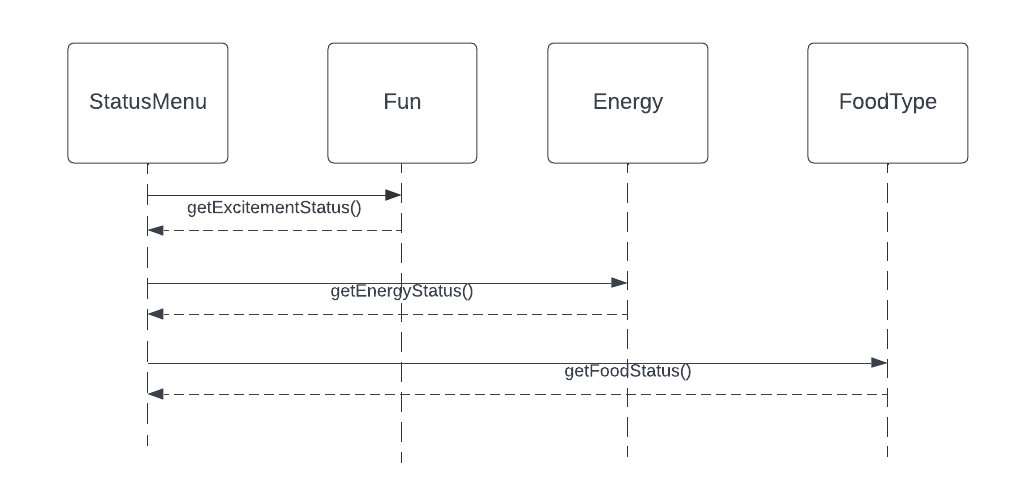 StatusMenu
Fun
Energy
FoodType
getExcitementStatus()
getEnergyStatus()
getFoodStatus()